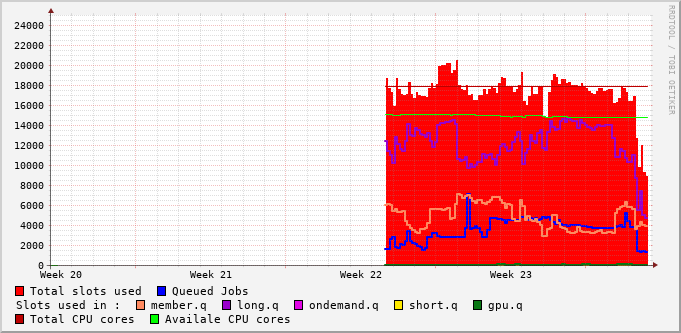 24000
22000
20000
18000
16000
14000
12000
10000
8000
6000
4000
2000
0
Week 20 Week 21 Week 22 Week 23
Total slots used Queued Jobs
Slots used in : member.q long.q ondemand.q short.q gpu.q
Total CPU cores Availale CPU cores
RRDTOOL / TOBI OETIKER